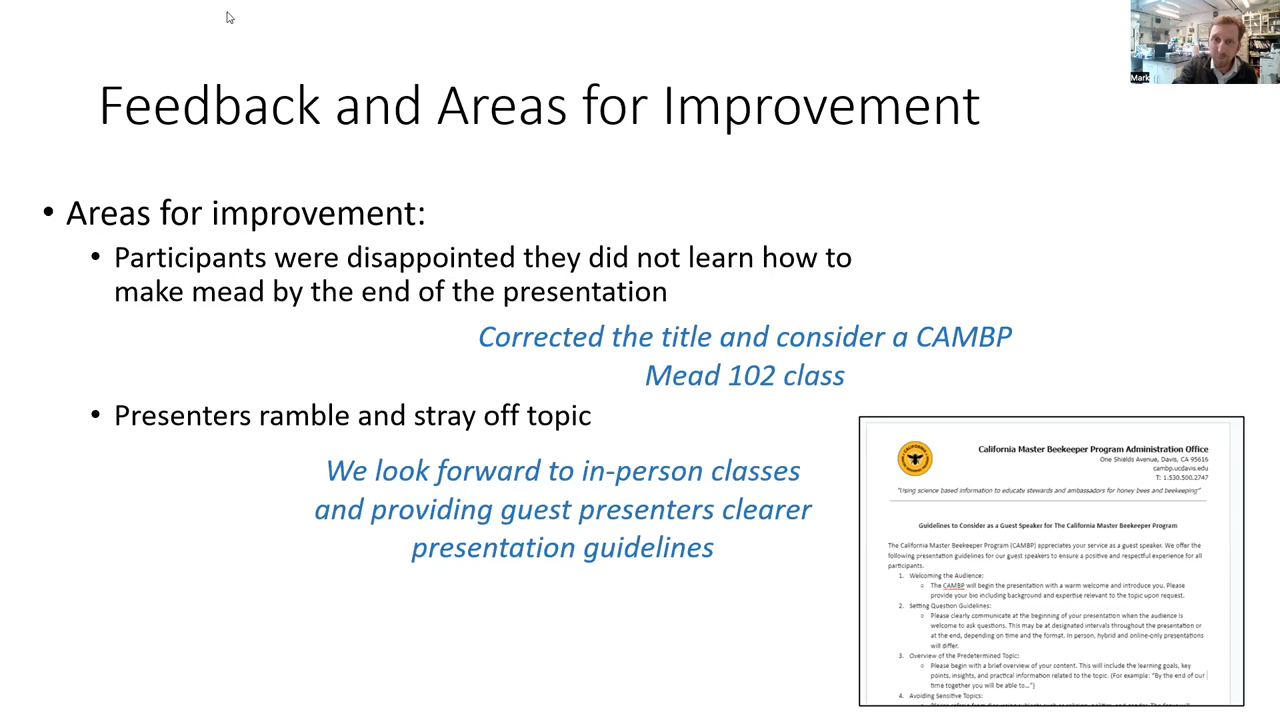 Mark
Feedback and Areas for Improvement
• Areas for improvement:
• Participants were disappointed they did not learn how to
make mead by the end of the presentation
Corrected the title and consider a CAMBP
Mead 102 class
• Presenters ramble and stray off topic
We look forward to in-person classes
and providing guest presenters clearer
presentation guidelines
California Master Beekeeper Program Administration Office
One Shields Avenue, Davis, CA 95616
cambp.ucdavis.edu
T: 1.530.500.2747
"Using science based information to educate stewards and ambassadors for honey bees and beekeeping"
Guidelines to Consider as a Guest Speaker for The California Master Beekeeper Program
The California Master Beekeeper Program (CAMBP) appreciates your service as a guest speaker. We offer the
following presentation guidelines for our guest speakers to ensure a positive and respectful experience for all
participants.
1. Welcoming the Audience:
o The CAMBP will begin the presentation with a warm welcome and introduce you. Please
provide your bio including background and expertise relevant to the topic upon request.
2. Setting Question Guidelines:
o Please clearly communicate at the beginning of your presentation when the audience is
welcome to ask questions. This may be at designated intervals throughout the presentation or
at the end, depending on time and the format. In person, hybrid and online-only presentations
will differ.
3. Overview of the Predetermined Topic:
o Please begin with a brief overview of your content. This will include the learning goals, key
points, insights, and practical information related to the topic. (For example: "By the end of our
time together you will be able to…")
4. Avoiding Sensitive Topics: